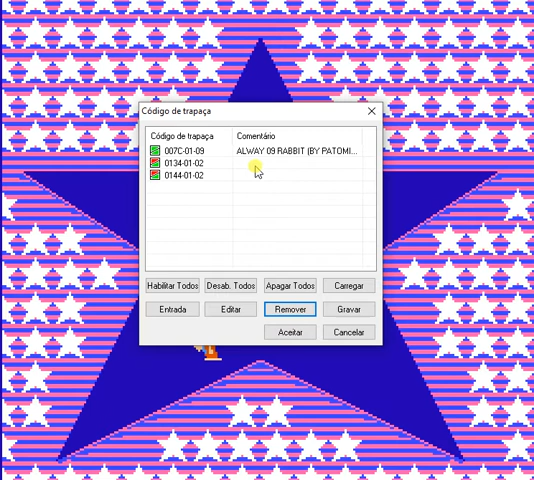 Código de trapaça
Código de trapaça Comentário
007C-01-09 ALWAY 09 RABBIT (BY PATOMI...
0134-01-02
0144-01-02
Habilitar Todos Desab. Todos Apagar Todos Carregar
Entrada Editar Remover Gravar
Aceitar Cancelar